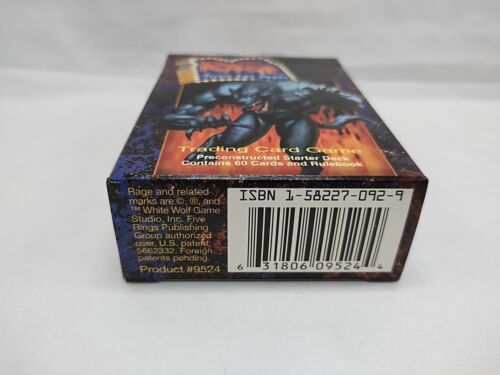 Trading Card Game
Preconstructed Starter Deck
Contains 60 Cards and Rulebook
Rage and related
marks are ©, ®, and
™ White Wolf Game
Studio, Inc. Five
Rings Publishing
Group authorized
user. U.S. patent
5662332. Foreign
patents pending.
Product #9524
ISBN 1-58227-092-9
6 31806 09524 4